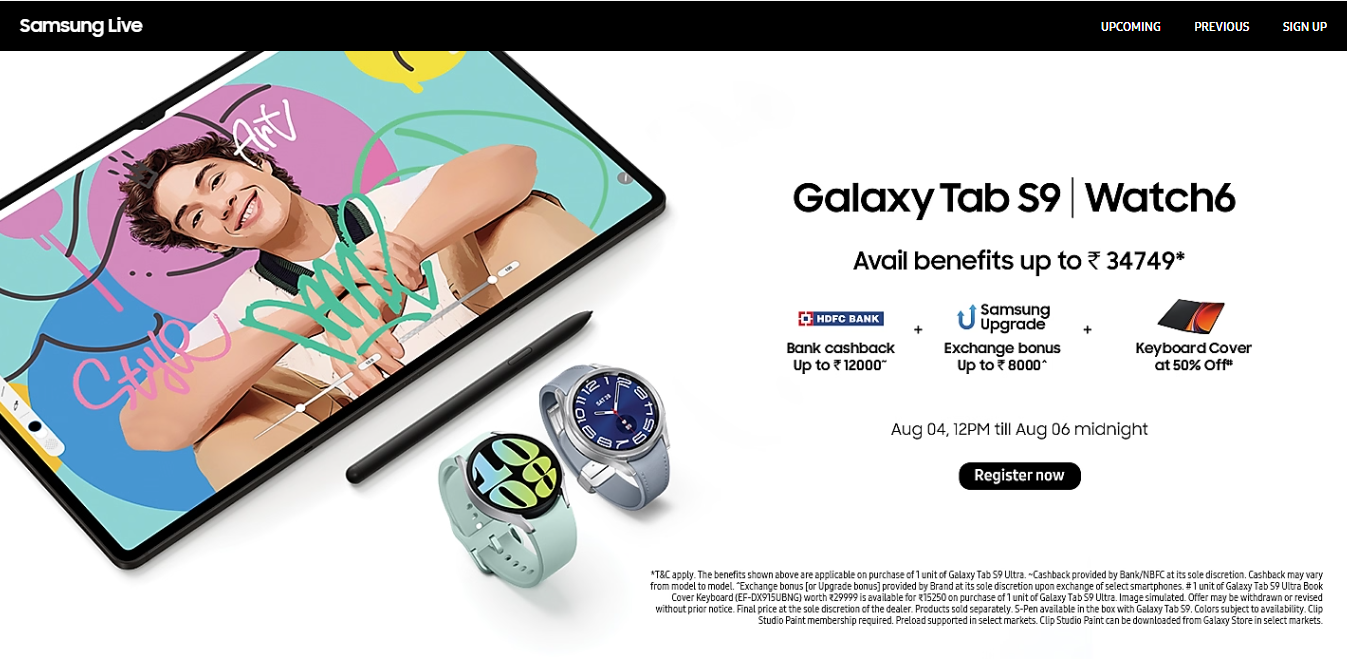 Samsung Live
UPCOMING PREVIOUS SIGN UP
Art
Style
Galaxy Tab S9 | Watch6
Avail benefits up to ₹ 34749*
HDFC BANK
Bank cashback
Up to ₹ 12000~
+
Samsung
Upgrade
Exchange bonus
Up to ₹ 8000^
+
Keyboard Cover
at 50% Off#
Aug 04, 12PM till Aug 06 midnight
Register now
10
08
SAT 28
*T&C apply. The benefits shown above are applicable on purchase of 1 unit of Galaxy Tab S9 Ultra. ~Cashback provided by Bank/NBFC at its sole discretion. Cashback may vary
from model to model. ^Exchange bonus [or Upgrade bonus] provided by Brand at its sole discretion upon exchange of select smartphones. # 1 unit of Galaxy Tab S9 Ultra Book
Cover Keyboard (EF-DX915UBNG) worth ₹29999 is available for ₹15250 on purchase of 1 unit of Galaxy Tab S9 Ultra. Image simulated. Offer may be withdrawn or revised
without prior notice. Final price at the sole discretion of the dealer. Products sold separately. S-Pen available in the box with Galaxy Tab S9. Colors subject to availability. Clip
Studio Paint membership required. Preload supported in select markets. Clip Studio Paint can be downloaded from Galaxy Store in select markets.